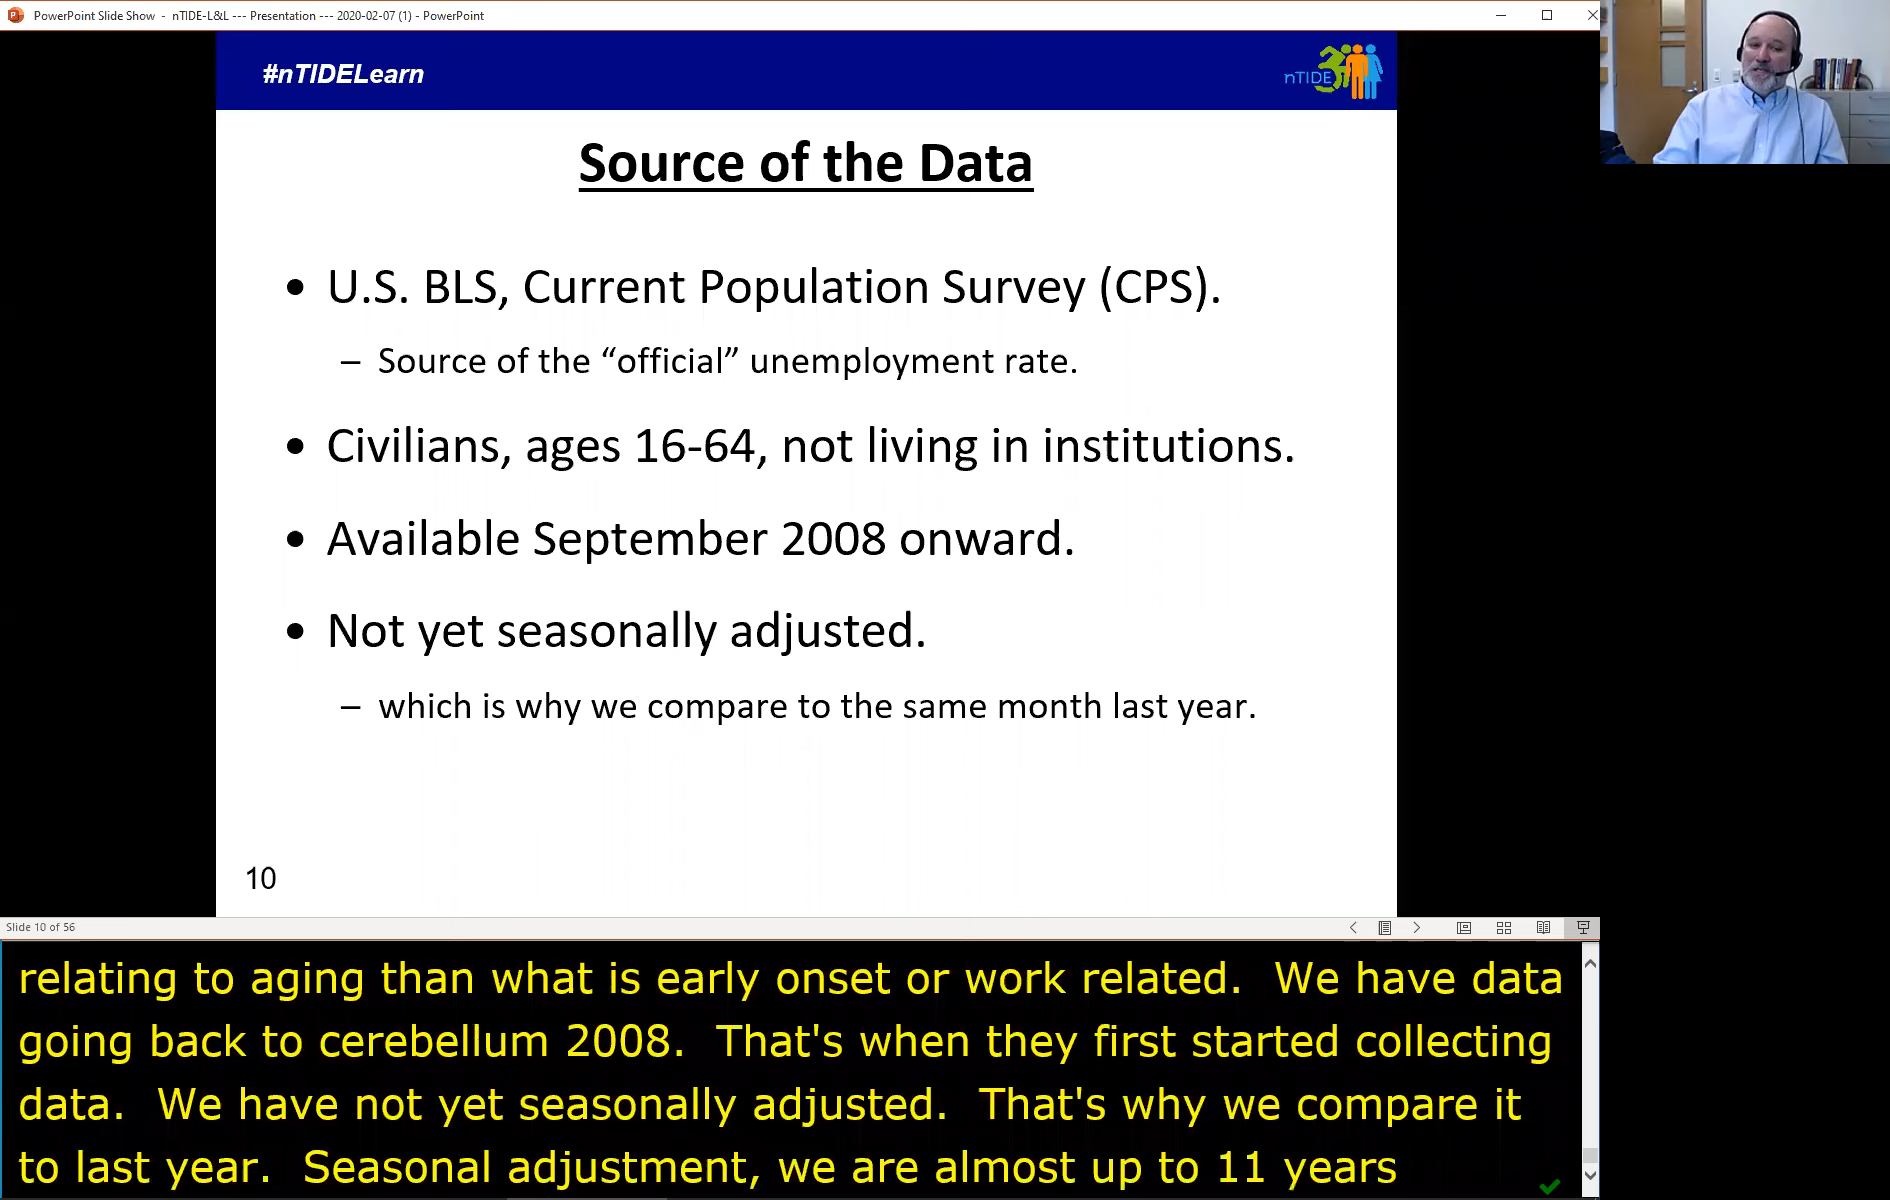 PowerPoint Slide Show - nTIDE-L&L --- Presentation --- 2020-02-07 (1) - PowerPoint
#nTIDELearn
nTIDE
Source of the Data
• U.S. BLS, Current Population Survey (CPS).
– Source of the “official” unemployment rate.
• Civilians, ages 16-64, not living in institutions.
• Available September 2008 onward.
• Not yet seasonally adjusted.
– which is why we compare to the same month last year.
10
Slide 10 of 56
relating to aging than what is early onset or work related.  We have data
going back to cerebellum 2008.  That's when they first started collecting
data.  We have not yet seasonally adjusted.  That's why we compare it
to last year.  Seasonal adjustment, we are almost up to 11 years